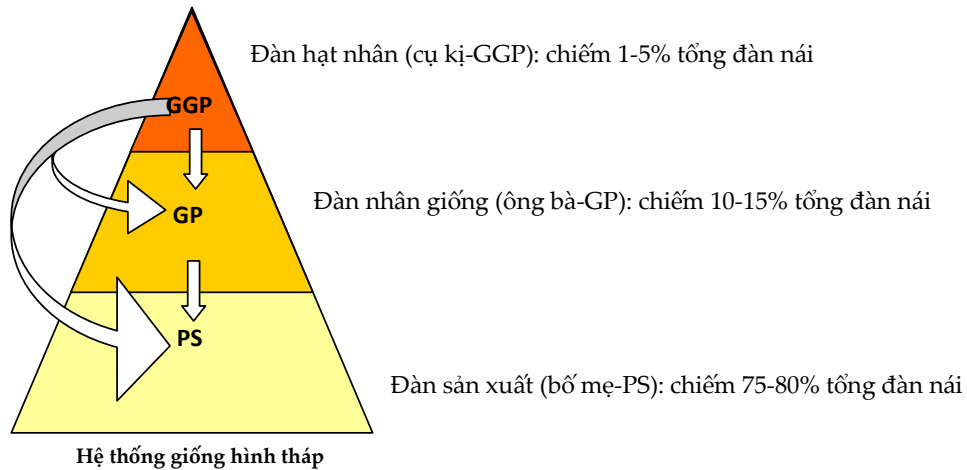 Đàn hạt nhân (cụ kị-GGP): chiếm 1-5% tổng đàn nái
GGP
Đàn nhân giống (ông bà-GP): chiếm 10-15% tổng đàn nái
GP
PS
Đàn sản xuất (bố mẹ-PS): chiếm 75-80% tổng đàn nái
Hệ thống giống hình tháp